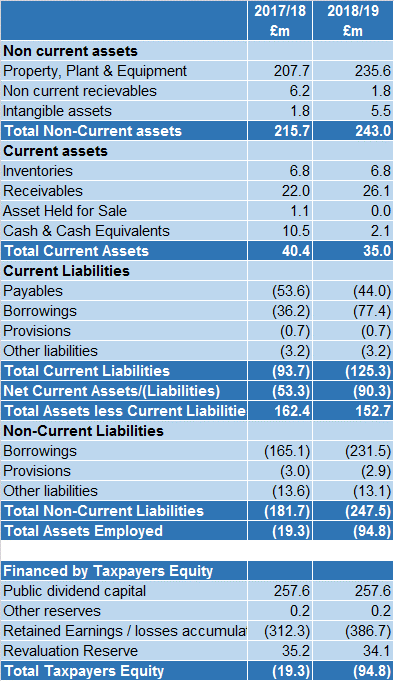 2017/18 2018/19
£m £m
Non current assets
Property, Plant & Equipment 207.7 235.6
Non current recievables 6.2 1.8
Intangible assets 1.8 5.5
Total Non-Current assets 215.7 243.0
Current assets
Inventories 6.8 6.8
Receivables 22.0 26.1
Asset Held for Sale 1.1 0.0
Cash & Cash Equivalents 10.5 2.1
Total Current Assets 40.4 35.0
Current Liabilities
Payables (53.6) (44.0)
Borrowings (36.2) (77.4)
Provisions (0.7) (0.7)
Other liabilities (3.2) (3.2)
Total Current Liabilities (93.7) (125.3)
Net Current Assets/(Liabilities) (53.3) (90.3)
Total Assets less Current Liabilitie 162.4 152.7
Non-Current Liabilities
Borrowings (165.1) (231.5)
Provisions (3.0) (2.9)
Other liabilities (13.6) (13.1)
Total Non-Current Liabilities (181.7) (247.5)
Total Assets Employed (19.3) (94.8)
Financed by Taxpayers Equity
Public dividend capital 257.6 257.6
Other reserves 0.2 0.2
Retained Earnings / losses accumulat (312.3) (386.7)
Revaluation Reserve 35.2 34.1
Total Taxpayers Equity (19.3) (94.8)